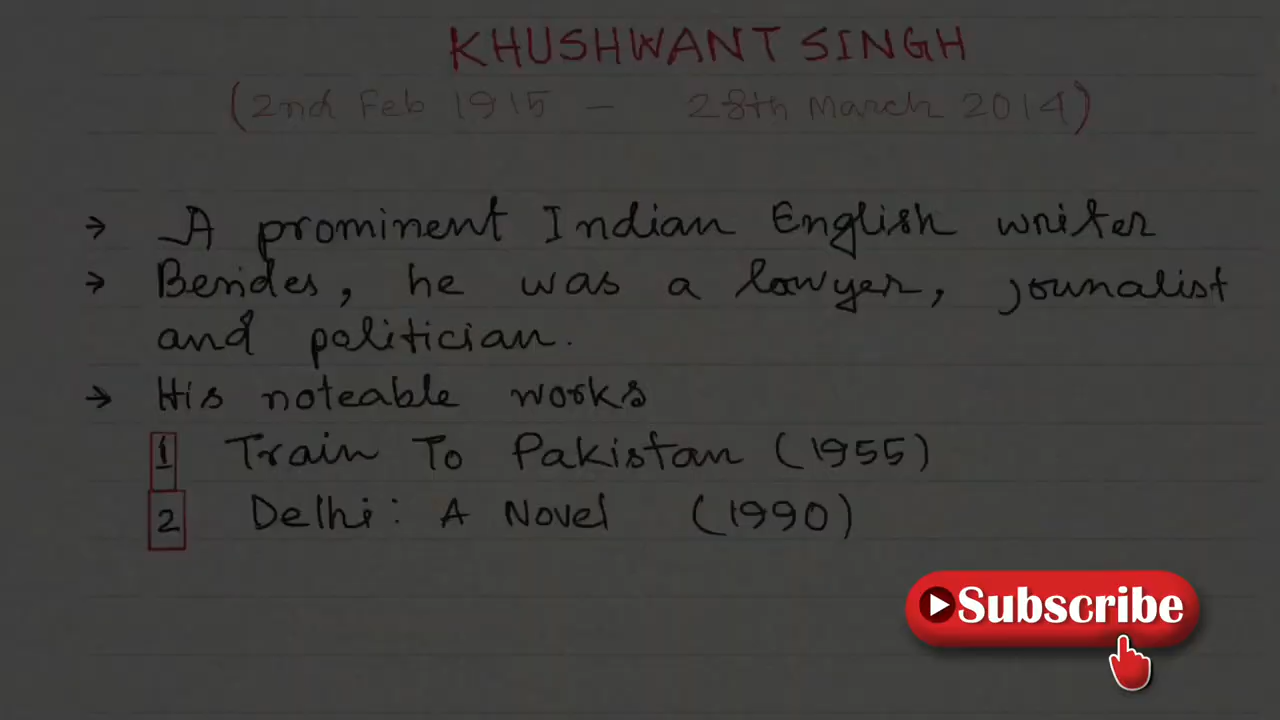 KHUSHWANT SINGH
(2nd Feb 1915 - 28th March 2014)
→ A prominent Indian English writer
→ Besides, he was a lawyer, journalist
and politician.
→ His noteable works
1 Train To Pakistan (1955)
2 Delhi: A Novel (1990)
Subscribe